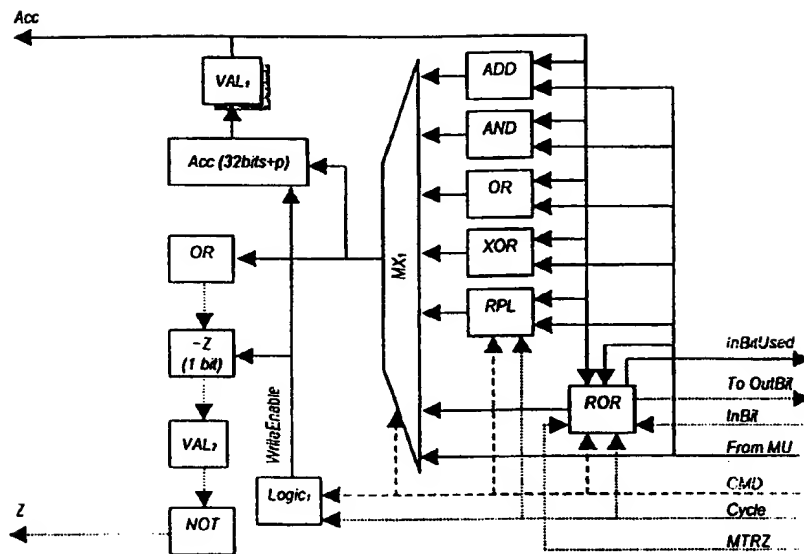 Acc
VAL₁
Acc (32bits+p)
OR
~Z
(1 bit)
VAL₂
NOT
Z
WriteEnable
Logic₁
MX₁
ADD
AND
OR
XOR
RPL
ROR
InBitUsed
To OutBit
InBit
From MU
CMD
Cycle
MTRZ